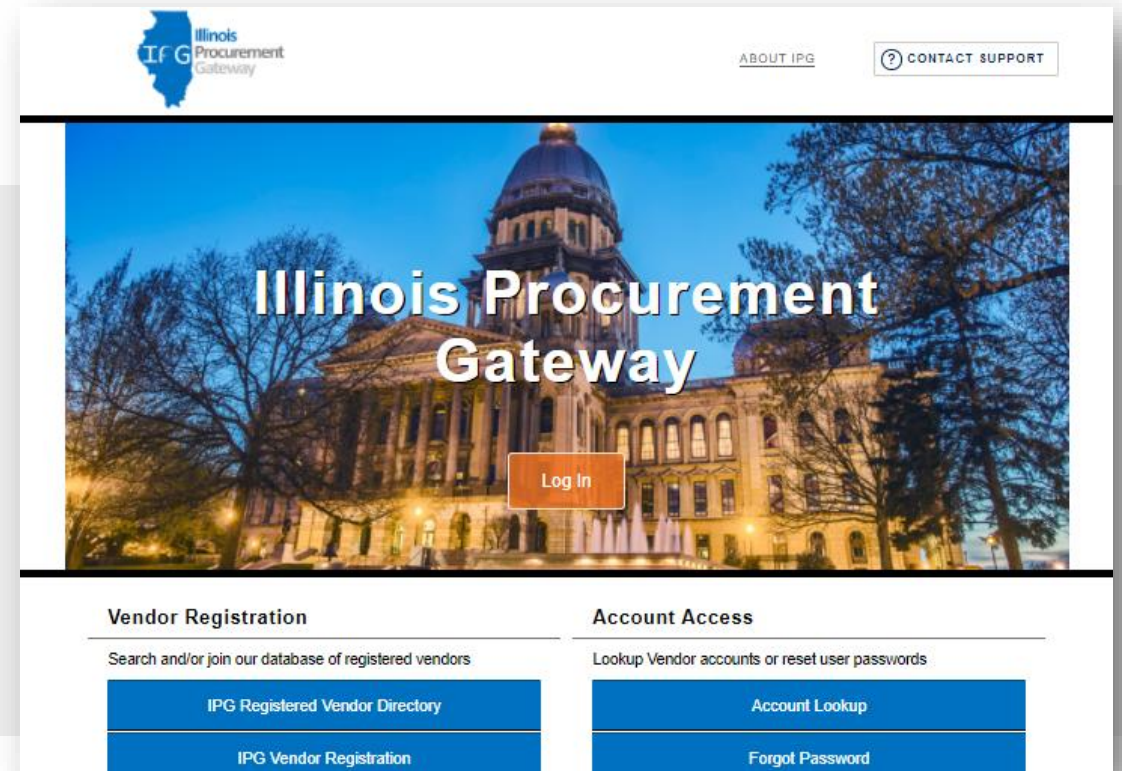 IPG
Illinois
Procurement
Gateway
ABOUT IPG
? CONTACT SUPPORT
Illinois Procurement
Gateway
Log In
Vendor Registration
Search and/or join our database of registered vendors
IPG Registered Vendor Directory
IPG Vendor Registration
Account Access
Lookup Vendor accounts or reset user passwords
Account Lookup
Forgot Password